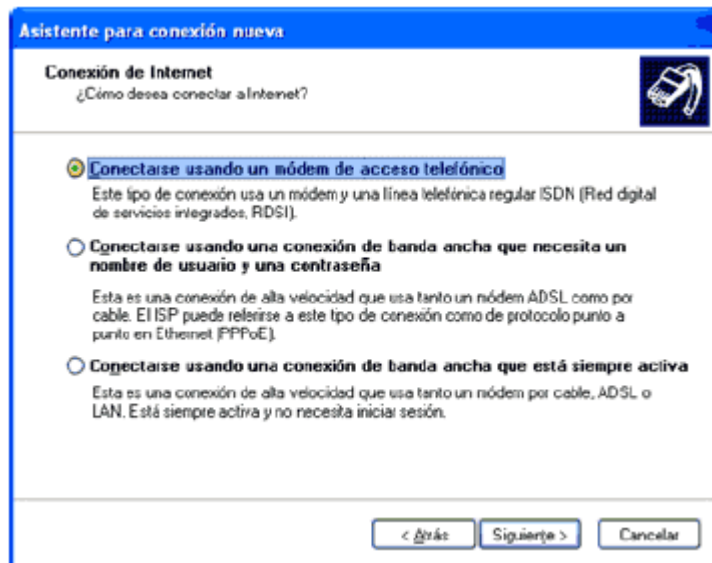 Asistente para conexión nueva
Conexión de Internet
¿Cómo desea conectar a Internet?
Conectarse usando un módem de acceso telefónico
Este tipo de conexión usa un módem y una línea telefónica regular ISDN (Red digital
de servicios integrados, RDSI).
Conectarse usando una conexión de banda ancha que necesita un
nombre de usuario y una contraseña
Esta es una conexión de alta velocidad que usa tanto un módem ADSL como por
cable. El ISP puede referirse a este tipo de conexión como de protocolo punto a
punto en Ethernet (PPPoE).
Conectarse usando una conexión de banda ancha que está siempre activa
Esta es una conexión de alta velocidad que usa tanto un módem por cable, ADSL o
LAN. Está siempre activa y no necesita iniciar sesión.
< Atrás Siguiente > Cancelar